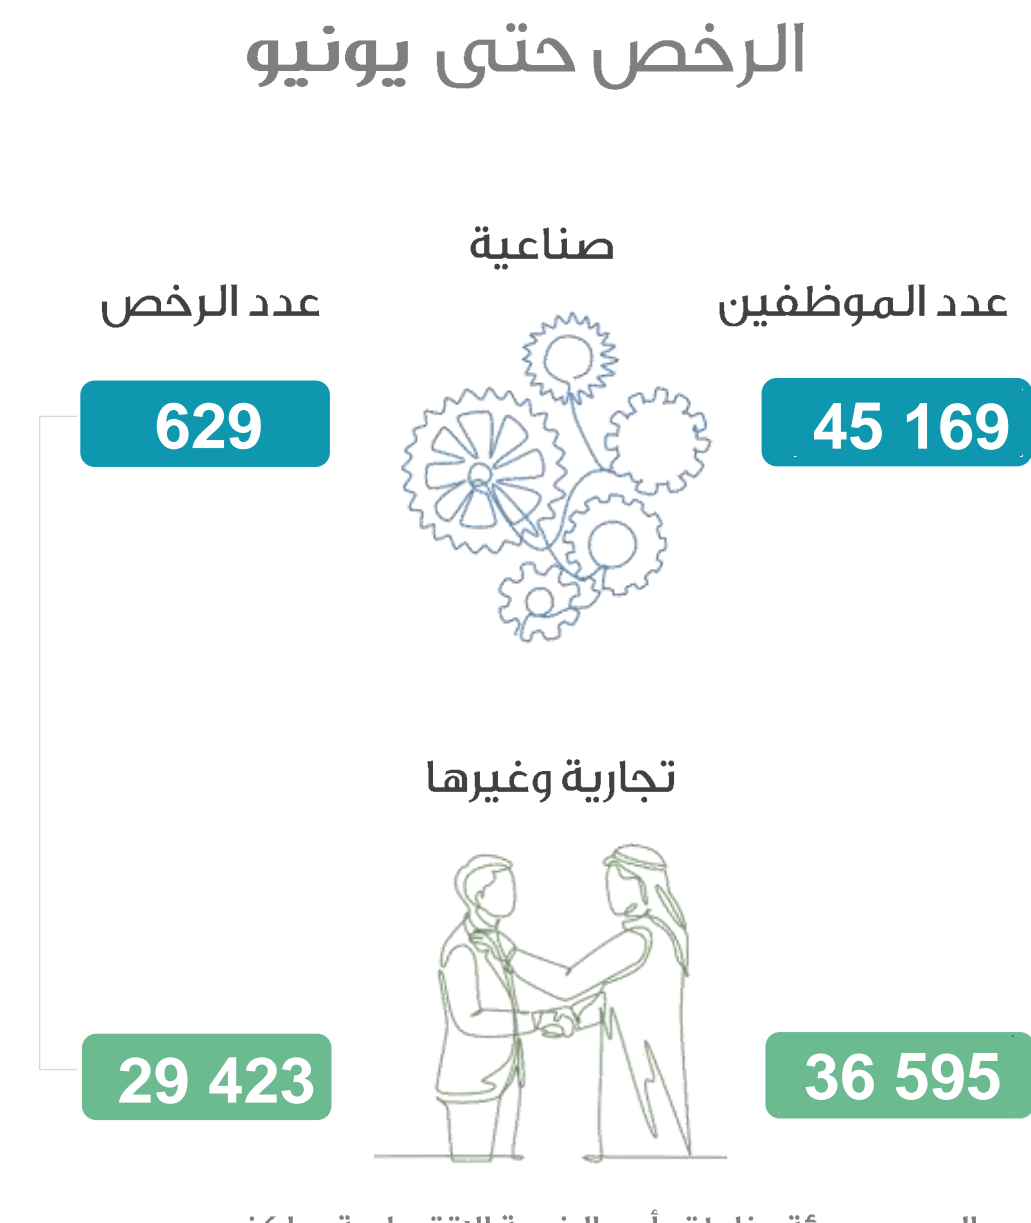 الرخص حتى يونيو
صناعية
عدد الموظفين
عدد الرخص
45 169
629
تجارية وغيرها
36 595
29 423